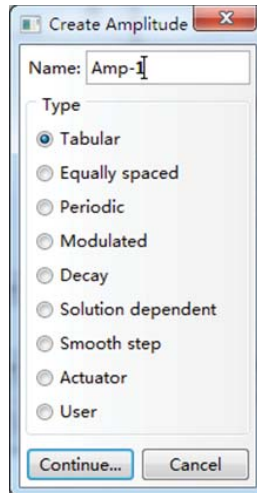 Create Amplitude
Name: Amp-1
Type
Tabular
Equally spaced
Periodic
Modulated
Decay
Solution dependent
Smooth step
Actuator
User
Continue... Cancel